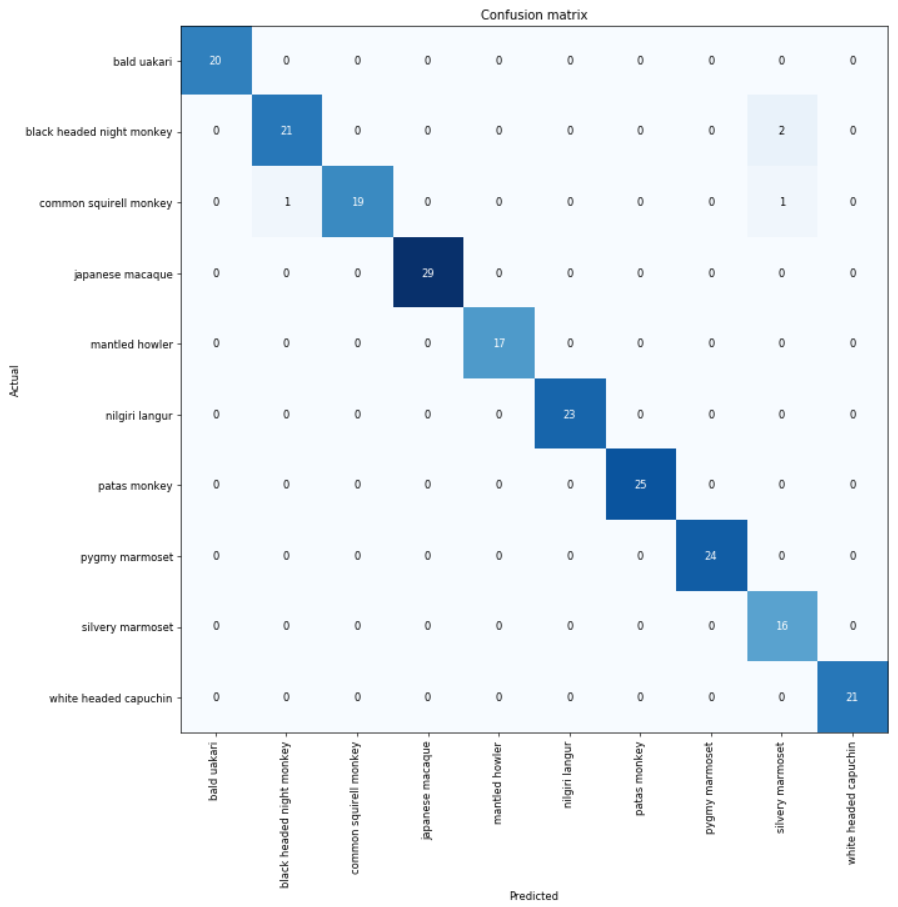 Confusion matrix
bald uakari 20 0 0 0 0 0 0 0 0 0
black headed night monkey 0 21 0 0 0 0 0 0 2 0
common squirell monkey 0 1 19 0 0 0 0 0 1 0
japanese macaque 0 0 0 29 0 0 0 0 0 0
mantled howler 0 0 0 0 17 0 0 0 0 0
Actual
nilgiri langur 0 0 0 0 0 23 0 0 0 0
patas monkey 0 0 0 0 0 0 25 0 0 0
pygmy marmoset 0 0 0 0 0 0 0 24 0 0
silvery marmoset 0 0 0 0 0 0 0 0 16 0
white headed capuchin 0 0 0 0 0 0 0 0 0 21
bald uakari
black headed night monkey
common squirell monkey
japanese macaque
mantled howler
nilgiri langur
patas monkey
pygmy marmoset
silvery marmoset
white headed capuchin
Predicted